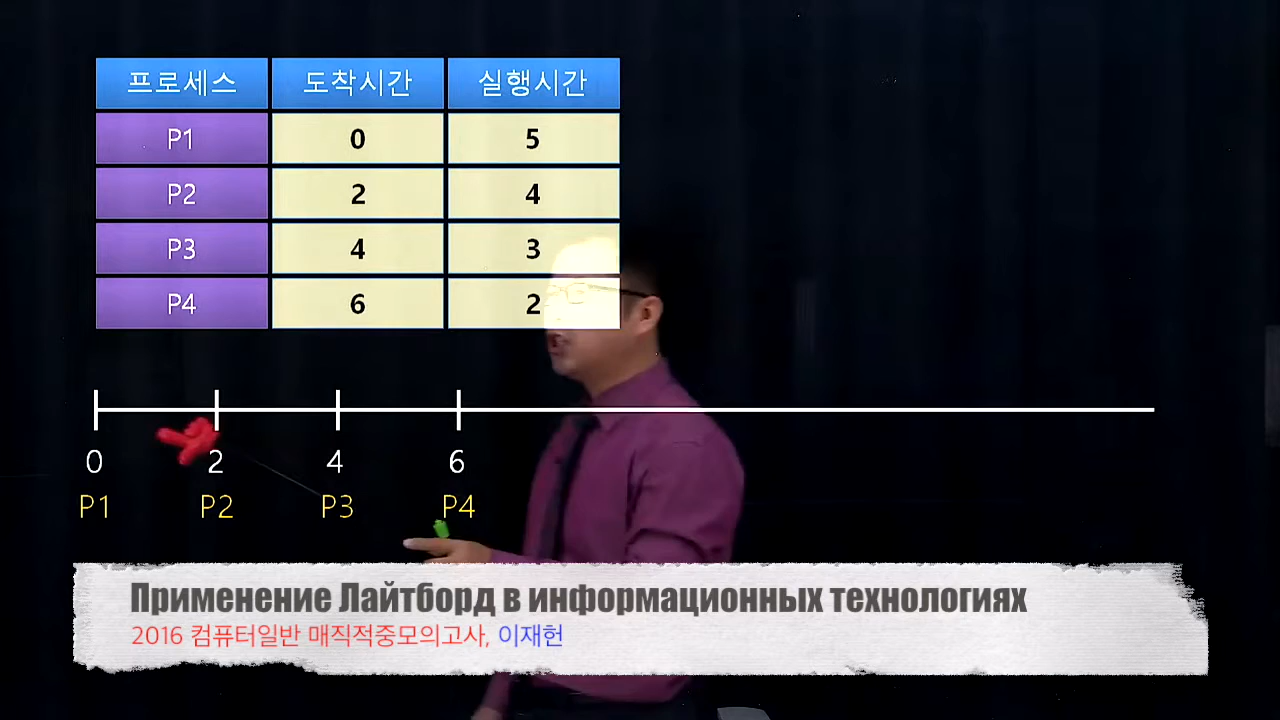 프로세스 도착시간 실행시간
P1 0 5
P2 2 4
P3 4 3
P4 6 2
0 2 4 6
P1 P2 P3 P4
Применение Лайтборд в информационных технологиях
2016 컴퓨터일반 매직적중모의고사, 이재헌